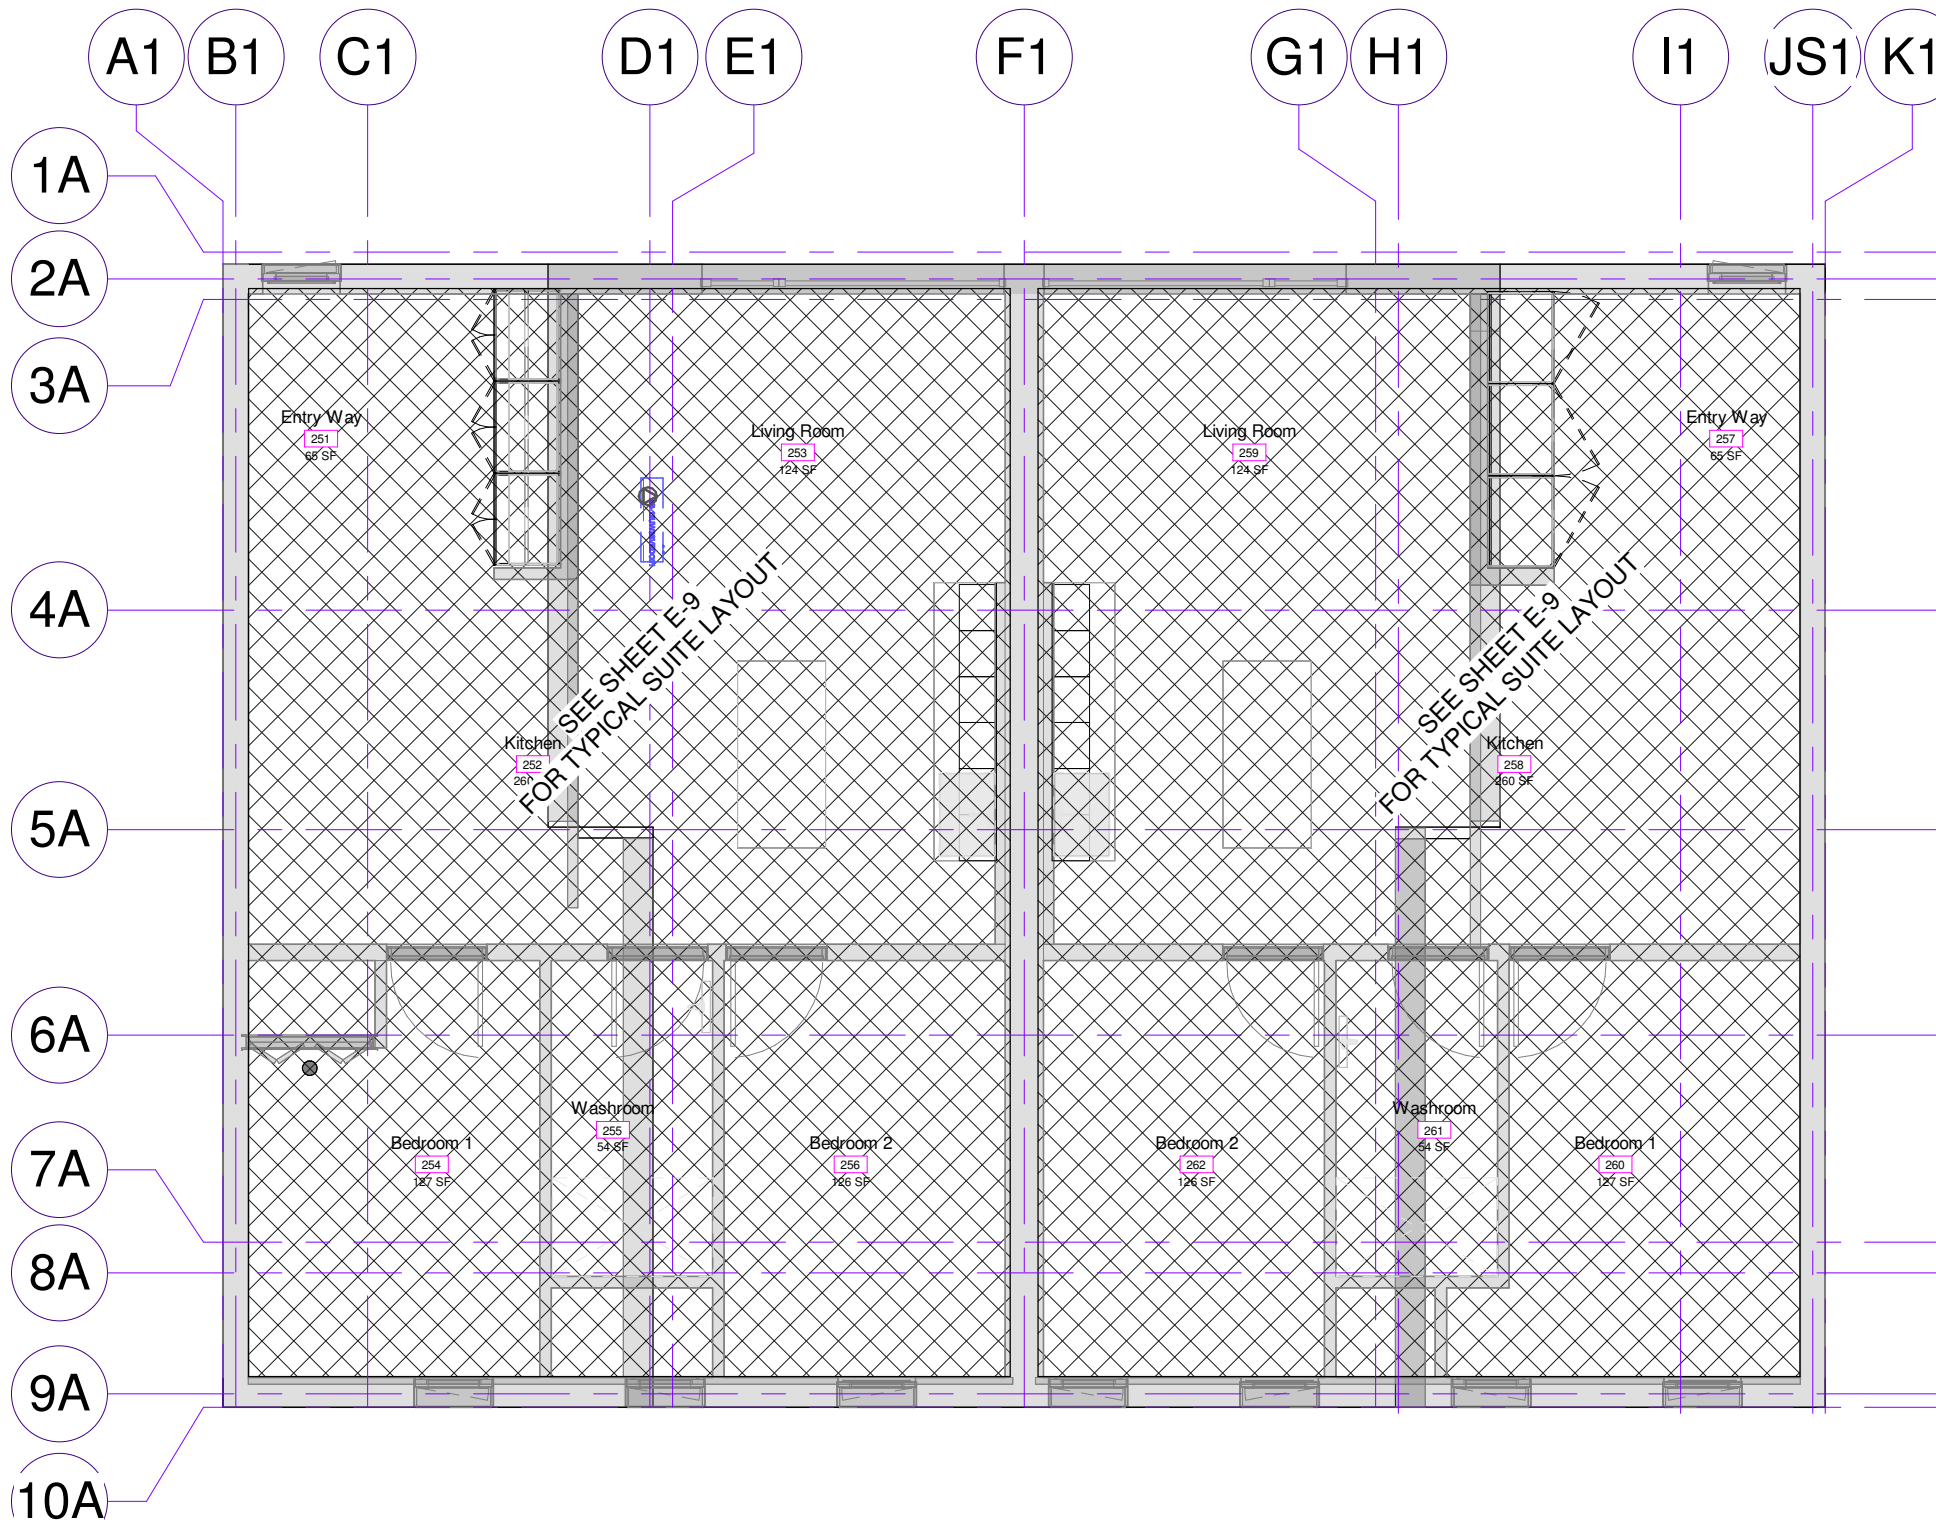 A1 B1 C1 D1 E1 F1 G1 H1 I1 JS1 K1
1A
2A
3A
4A
5A
6A
7A
8A
9A
10A
Entry Way
251
65 SF
Living Room
253
124 SF
Living Room
259
124 SF
Entry Way
257
65 SF
SEE SHEET E-9
FOR TYPICAL SUITE LAYOUT
SEE SHEET E-9
FOR TYPICAL SUITE LAYOUT
Kitchen
252
Kitchen
258
260 SF
Bedroom 1
254
127 SF
Washroom
255
54 SF
Bedroom 2
256
126 SF
Bedroom 2
262
126 SF
Washroom
261
54 SF
Bedroom 1
260
127 SF